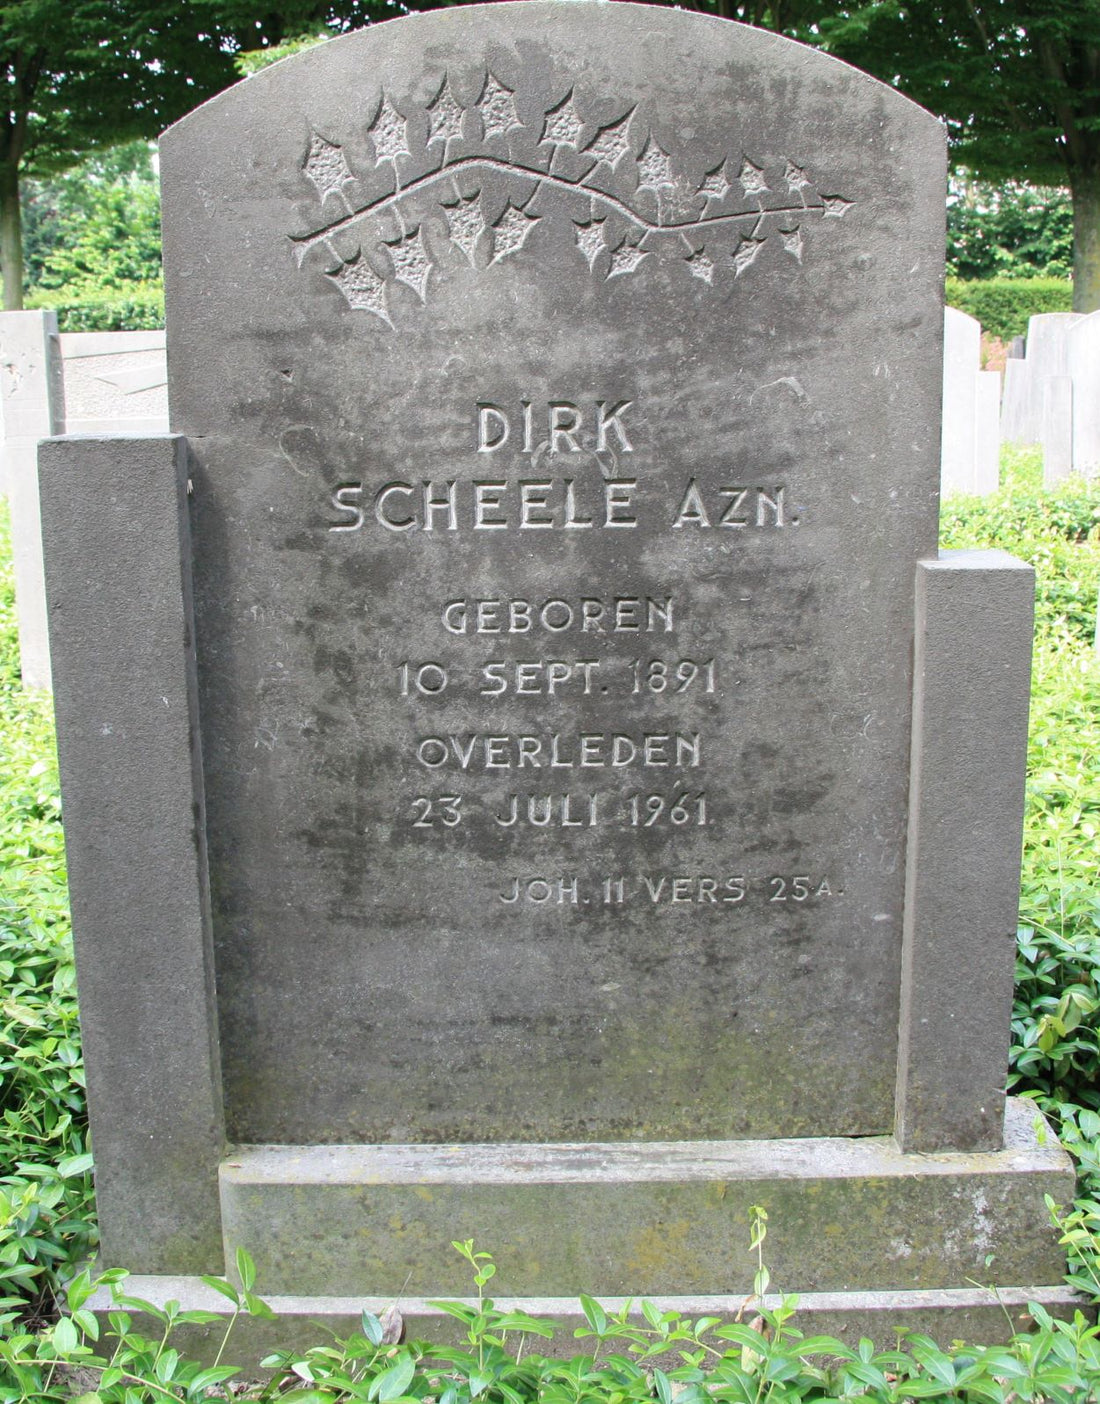 DIRK
SCHEELE AZN.
GEBOREN
10 SEPT. 1891
OVERLEDEN
23 JULI 1961.
JOH. 11 VERS 25A.